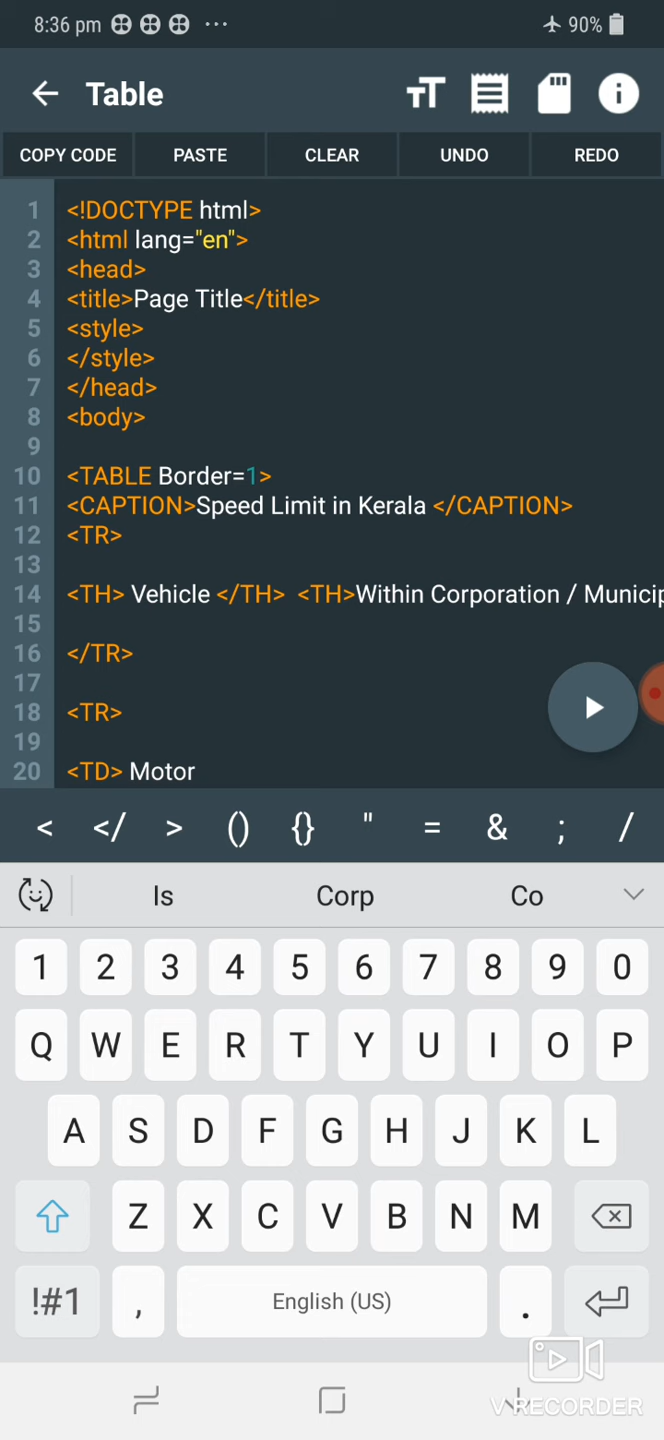 8:36 pm
90%
Table
COPY CODE PASTE CLEAR UNDO REDO
1 <!DOCTYPE html>
2 <html lang="en">
3 <head>
4 <title>Page Title</title>
5 <style>
6 </style>
7 </head>
8 <body>
9
10 <TABLE Border=1>
11 <CAPTION>Speed Limit in Kerala </CAPTION>
12 <TR>
13
14 <TH> Vehicle </TH> <TH>Within Corporation / Municip
15
16 </TR>
17
18 <TR>
19
20 <TD> Motor
< </ > () {} " = & ; /
Is Corp Co
1 2 3 4 5 6 7 8 9 0
Q W E R T Y U I O P
A S D F G H J K L
Z X C V B N M
!#1 , English (US) .
V RECORDER